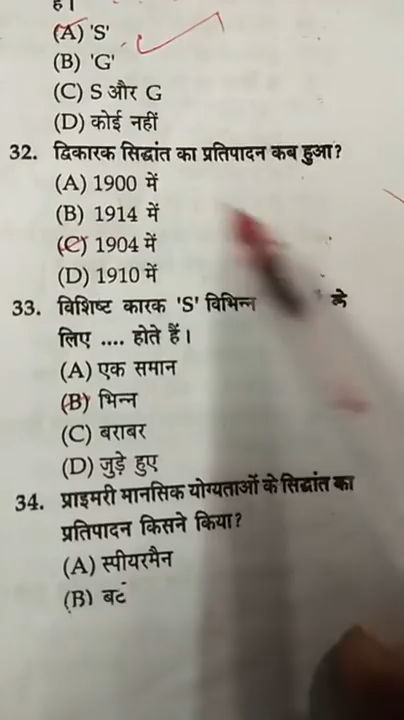 है।
(A) 'S'
(B) 'G'
(C) S और G
(D) कोई नहीं
32. द्विकारक सिद्धांत का प्रतिपादन कब हुआ?
(A) 1900 में
(B) 1914 में
(C) 1904 में
(D) 1910 में
33. विशिष्ट कारक 'S' विभिन्न के
लिए .... होते हैं।
(A) एक समान
(B) भिन्न
(C) बराबर
(D) जुड़े हुए
34. प्राइमरी मानसिक योग्यताओं के सिद्धांत का
प्रतिपादन किसने किया?
(A) स्पीयरमैन
(B)